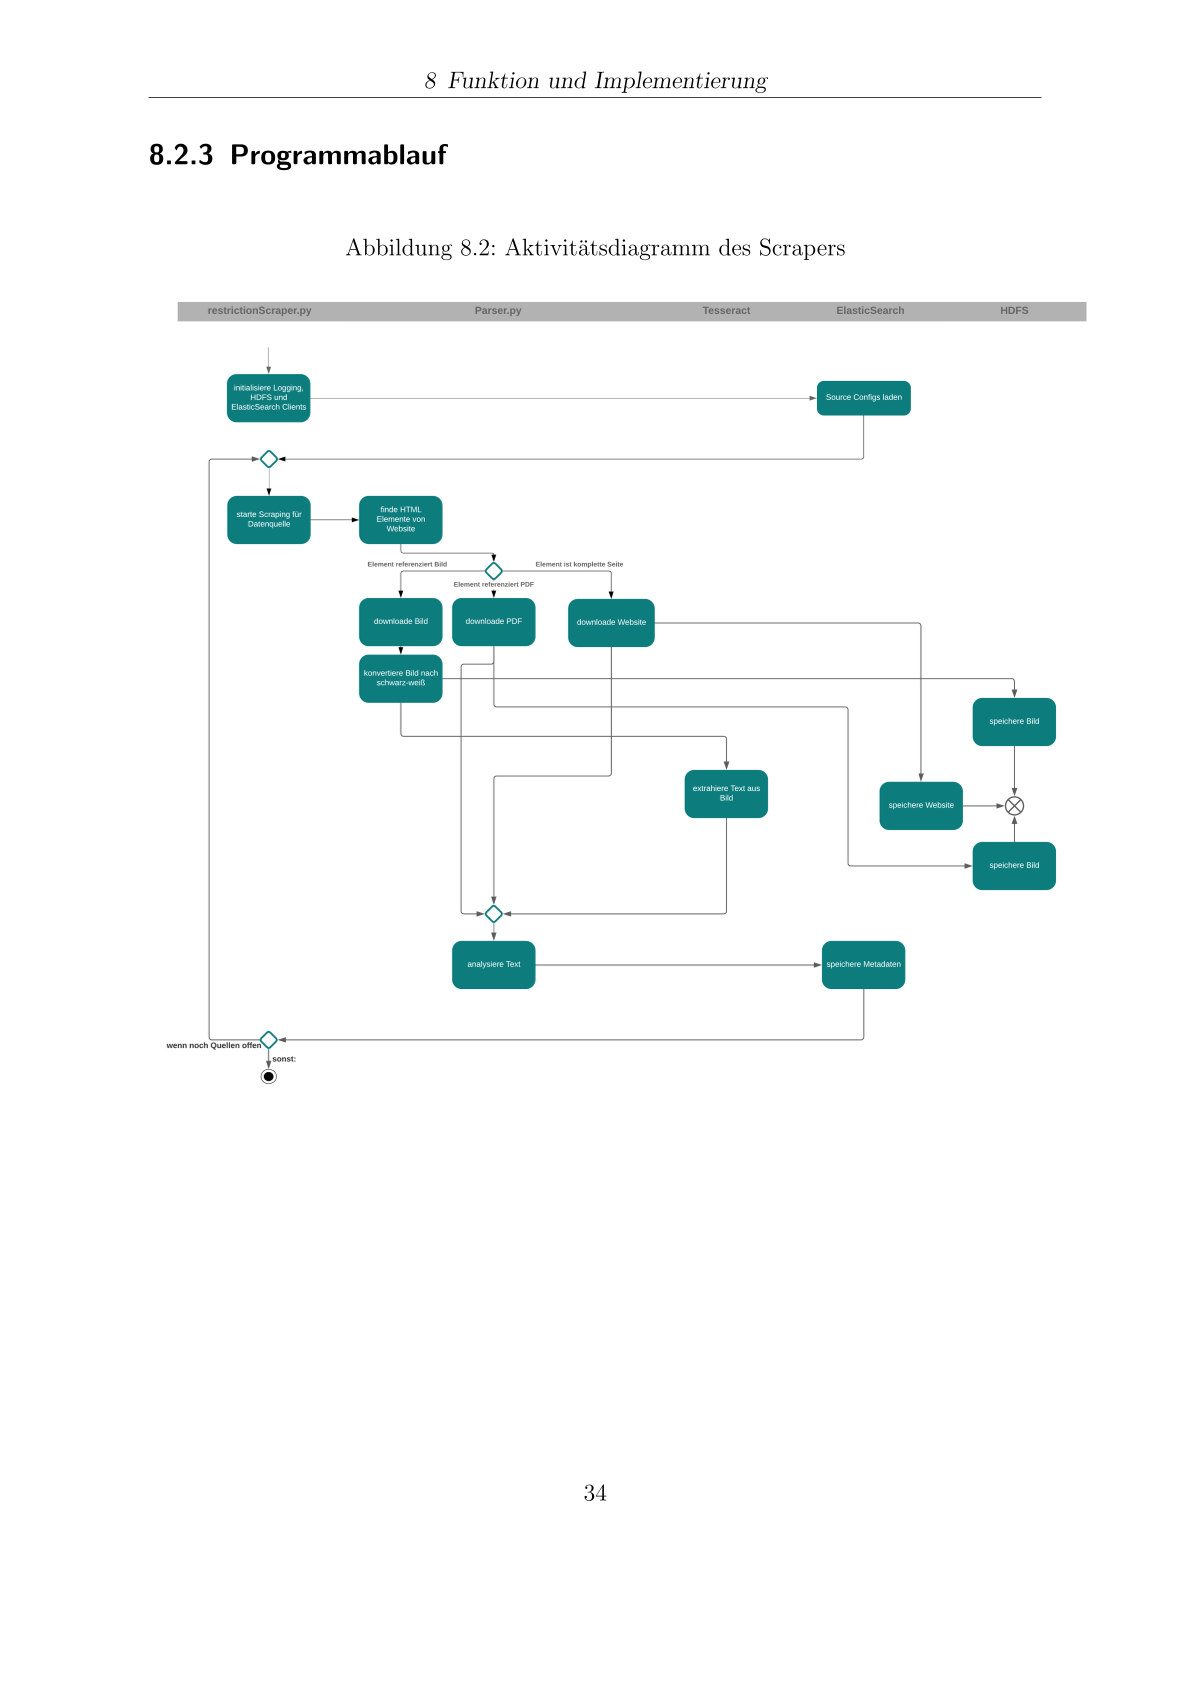 8 Funktion und Implementierung
8.2.3 Programmablauf
Abbildung 8.2: Aktivitätsdiagramm des Scrapers
restrictionScraper.py Parser.py Tesseract ElasticSearch HDFS
initialisiere Logging,
HDFS und
ElasticSearch Clients
Source Configs laden
starte Scraping für
Datenquelle
finde HTML
Elemente von
Website
Element referenziert Bild
Element ist komplette Seite
Element referenziert PDF
downloade Bild
downloade PDF
downloade Website
konvertiere Bild nach
schwarz-weiß
speichere Bild
extrahiere Text aus
Bild
speichere Website
speichere Bild
analysiere Text
speichere Metadaten
wenn noch Quellen offen
sonst:
34